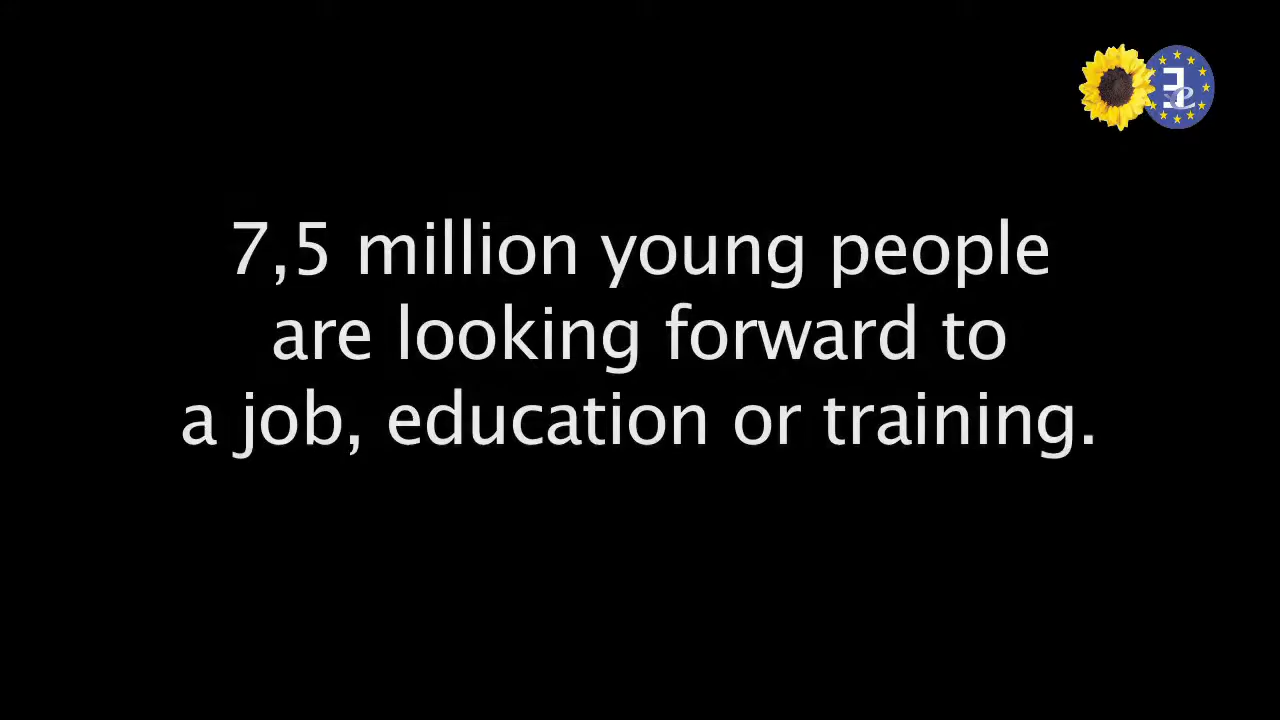 7,5 million young people
are looking forward to
a job, education or training.